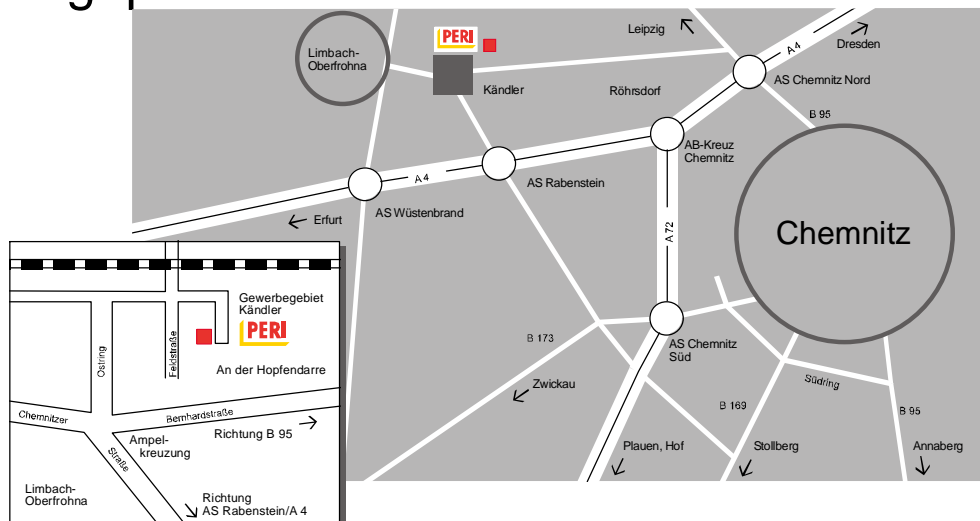 Limbach-
Oberfrohna
PERI
Kändler
Leipzig
A 4
Dresden
AS Chemnitz Nord
Röhrsdorf
B 95
AB-Kreuz
Chemnitz
AS Rabenstein
A 4
AS Wüstenbrand
Erfurt
A 72
Chemnitz
AS Chemnitz
Süd
B 173
Zwickau
Südring
B 169
B 95
Plauen, Hof
Stollberg
Annaberg
Gewerbegebiet
Kändler
PERI
Ostring
Feldstraße
An der Hopfendarre
Chemnitzer
Straße
Bernhardstraße
Richtung B 95
Ampel-
kreuzung
Limbach-
Oberfrohna
Richtung
AS Rabenstein/A 4